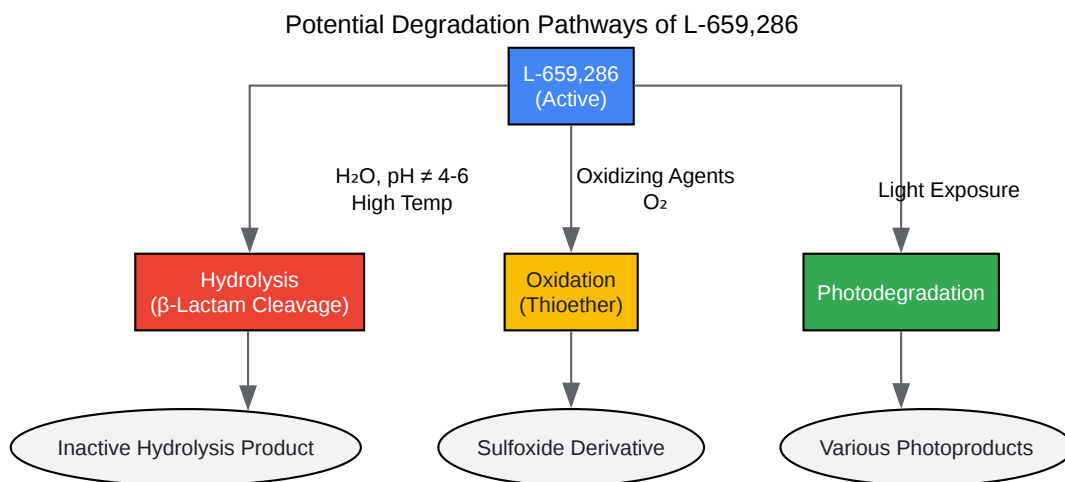 Potential Degradation Pathways of L-659,286
L-659,286
(Active)
H₂O, pH ≠ 4-6
High Temp
Oxidizing Agents
O₂
Light Exposure
Hydrolysis
(β-Lactam Cleavage)
Oxidation
(Thioether)
Photodegradation
Inactive Hydrolysis Product
Sulfoxide Derivative
Various Photoproducts